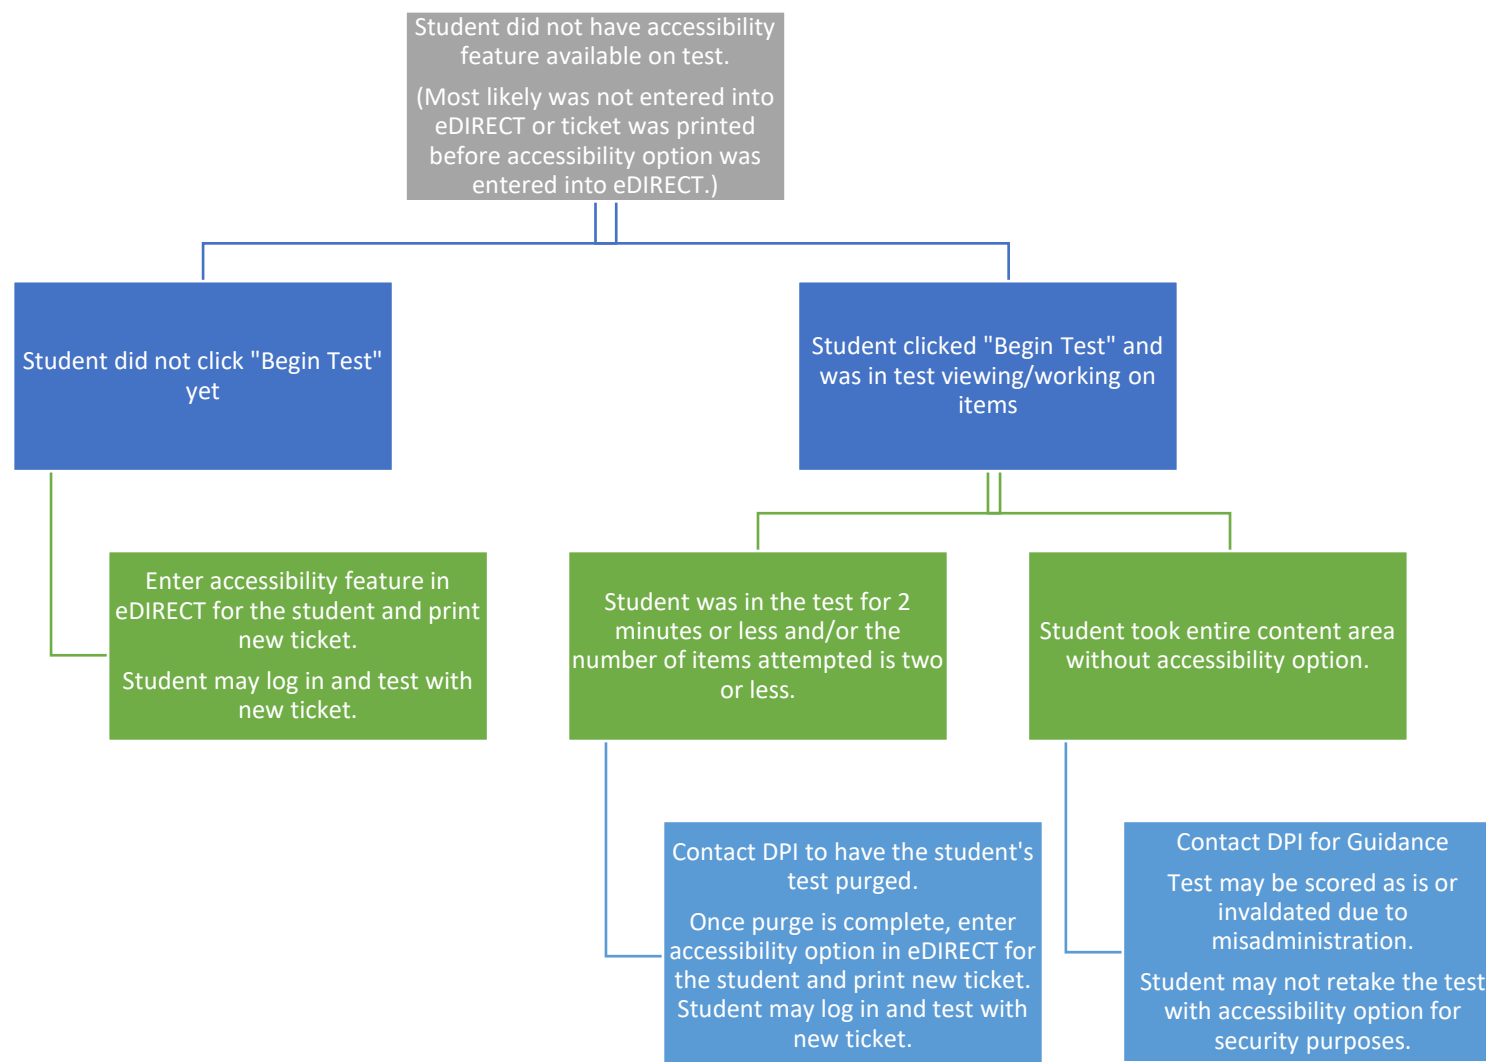 Student did not have accessibility
feature available on test.
(Most likely was not entered into
eDIRECT or ticket was printed
before accessibility option was
entered into eDIRECT.)
Student did not click "Begin Test"
yet
Student clicked "Begin Test" and
was in test viewing/working on
items
Enter accessibility feature in
eDIRECT for the student and print
new ticket.
Student may log in and test with
new ticket.
Student was in the test for 2
minutes or less and/or the
number of items attempted is two
or less.
Student took entire content area
without accessibility option.
Contact DPI to have the student's
test purged.
Once purge is complete, enter
accessibility option in eDIRECT for
the student and print new ticket.
Student may log in and test with
new ticket.
Contact DPI for Guidance
Test may be scored as is or
invaldated due to
misadministration.
Student may not retake the test
with accessibility option for
security purposes.